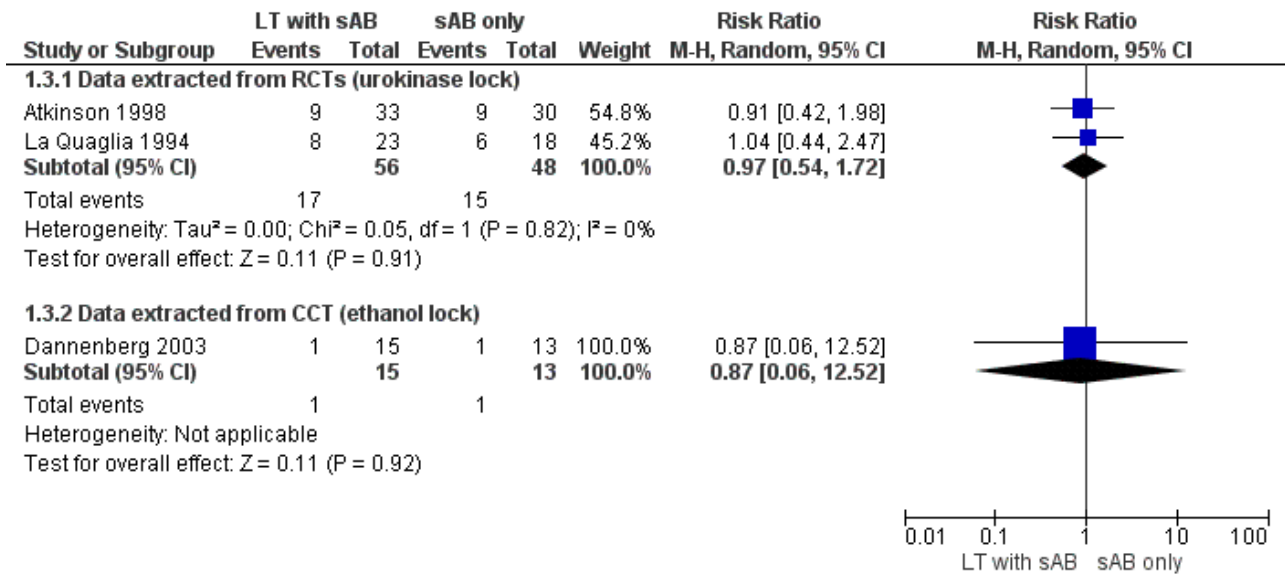 LT with sAB sAB only Risk Ratio Risk Ratio
Study or Subgroup Events Total Events Total Weight M-H, Random, 95% CI M-H, Random, 95% CI
1.3.1 Data extracted from RCTs (urokinase lock)
Atkinson 1998 9 33 9 30 54.8% 0.91 [0.42, 1.98]
La Quaglia 1994 8 23 6 18 45.2% 1.04 [0.44, 2.47]
Subtotal (95% CI) 56 48 100.0% 0.97 [0.54, 1.72]
Total events 17 15
Heterogeneity: Tau² = 0.00; Chi² = 0.05, df = 1 (P = 0.82); I² = 0%
Test for overall effect: Z = 0.11 (P = 0.91)
1.3.2 Data extracted from CCT (ethanol lock)
Dannenberg 2003 1 15 1 13 100.0% 0.87 [0.06, 12.52]
Subtotal (95% CI) 15 13 100.0% 0.87 [0.06, 12.52]
Total events 1 1
Heterogeneity: Not applicable
Test for overall effect: Z = 0.11 (P = 0.92)
0.01 0.1 1 10 100
LT with sAB sAB only